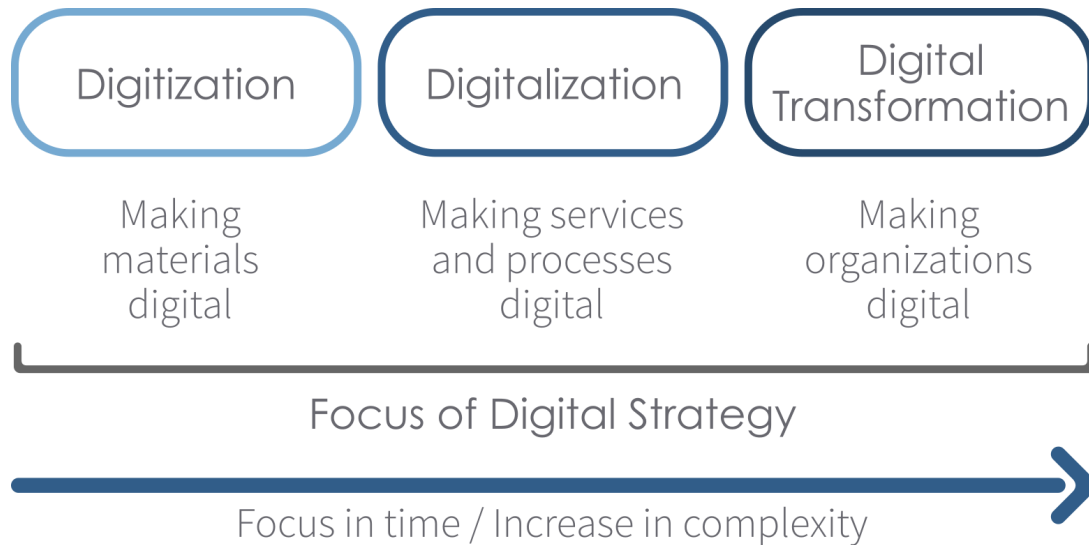 Digitization
Digitalization
Digital
Transformation
Making
materials
digital
Making services
and processes
digital
Making
organizations
digital
Focus of Digital Strategy
Focus in time / Increase in complexity